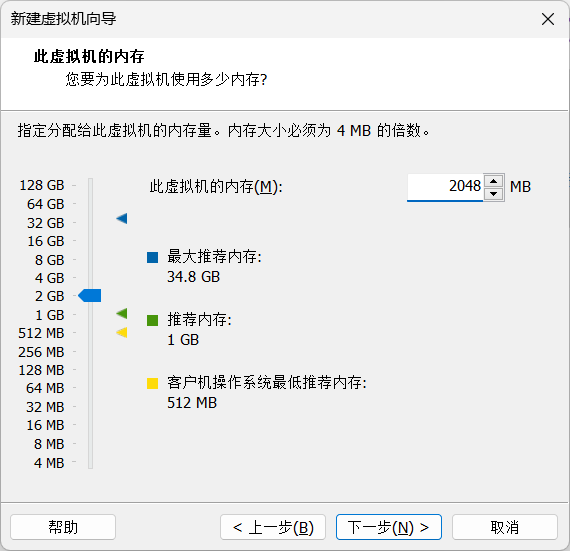 新建虚拟机向导
此虚拟机的内存
您要为此虚拟机使用多少内存?
指定分配给此虚拟机的内存量。内存大小必须为 4 MB 的倍数。
128 GB
64 GB
32 GB
16 GB
8 GB
4 GB
2 GB
1 GB
512 MB
256 MB
128 MB
64 MB
32 MB
16 MB
8 MB
4 MB
此虚拟机的内存(M): 2048 MB
最大推荐内存:
34.8 GB
推荐内存:
1 GB
客户机操作系统最低推荐内存:
512 MB
帮助 < 上一步(B) 下一步(N) > 取消